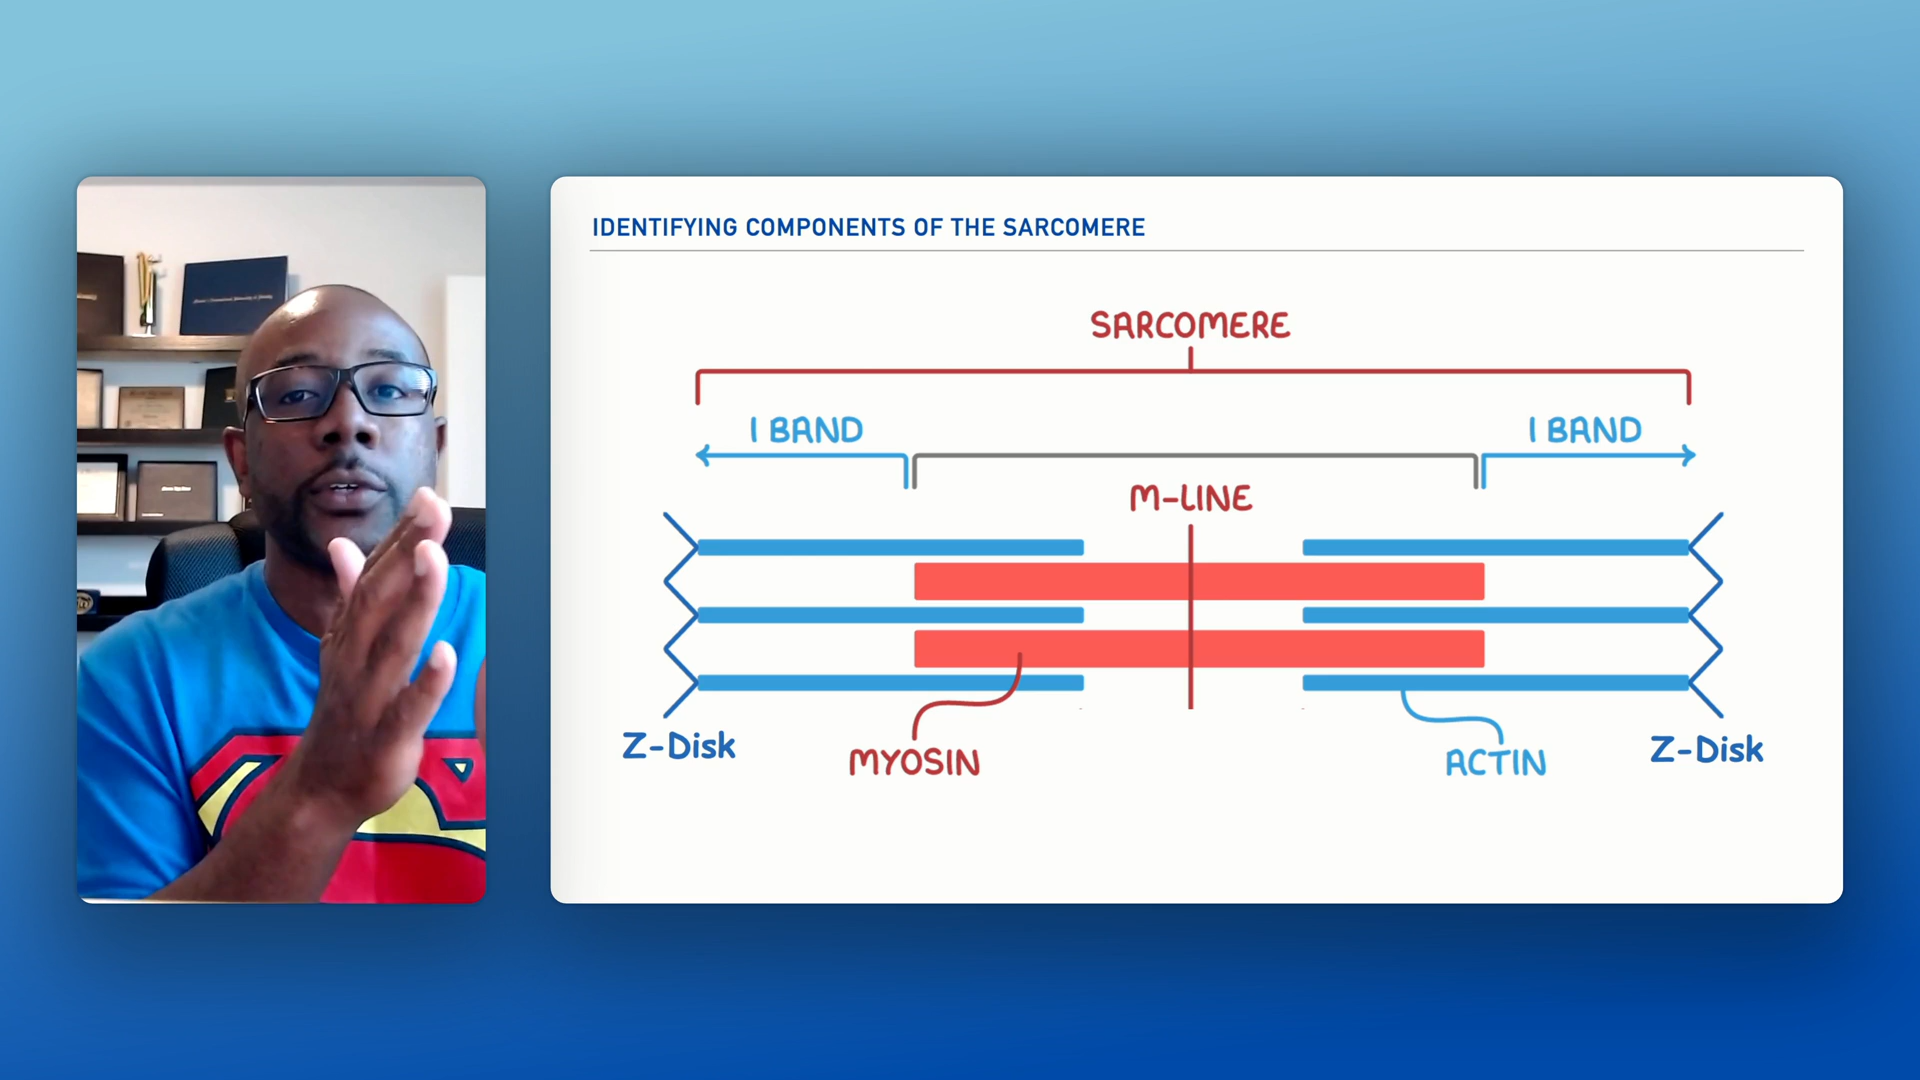 IDENTIFYING COMPONENTS OF THE SARCOMERE
SARCOMERE
I BAND
I BAND
M-LINE
MYOSIN
ACTIN
Z-Disk
Z-Disk